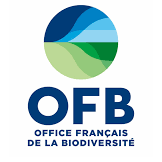 OFB
OFFICE FRANÇAIS
DE LA BIODIVERSITÉ